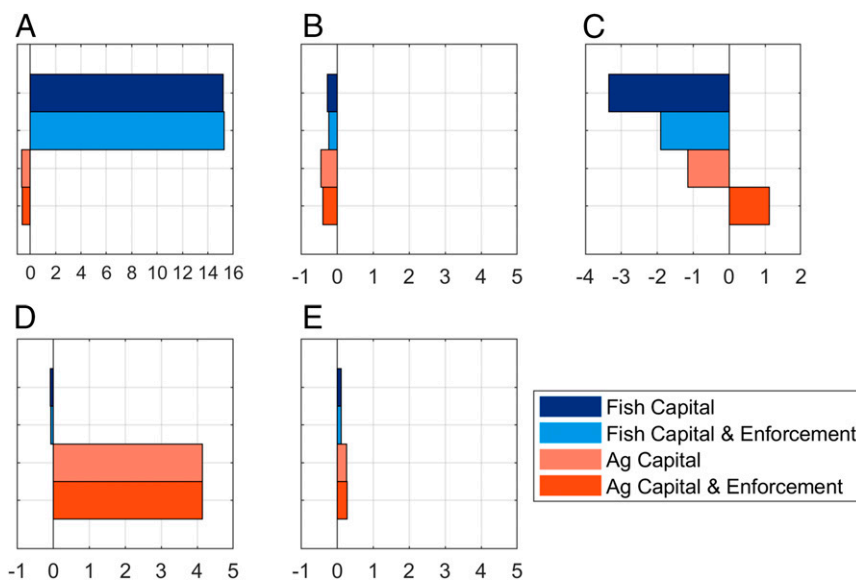 A
B
C
0 2 4 6 8 10 12 14 16
-1 0 1 2 3 4 5
-4 -3 -2 -1 0 1 2
D
E
-1 0 1 2 3 4 5
-1 0 1 2 3 4 5
Fish Capital
Fish Capital & Enforcement
Ag Capital
Ag Capital & Enforcement